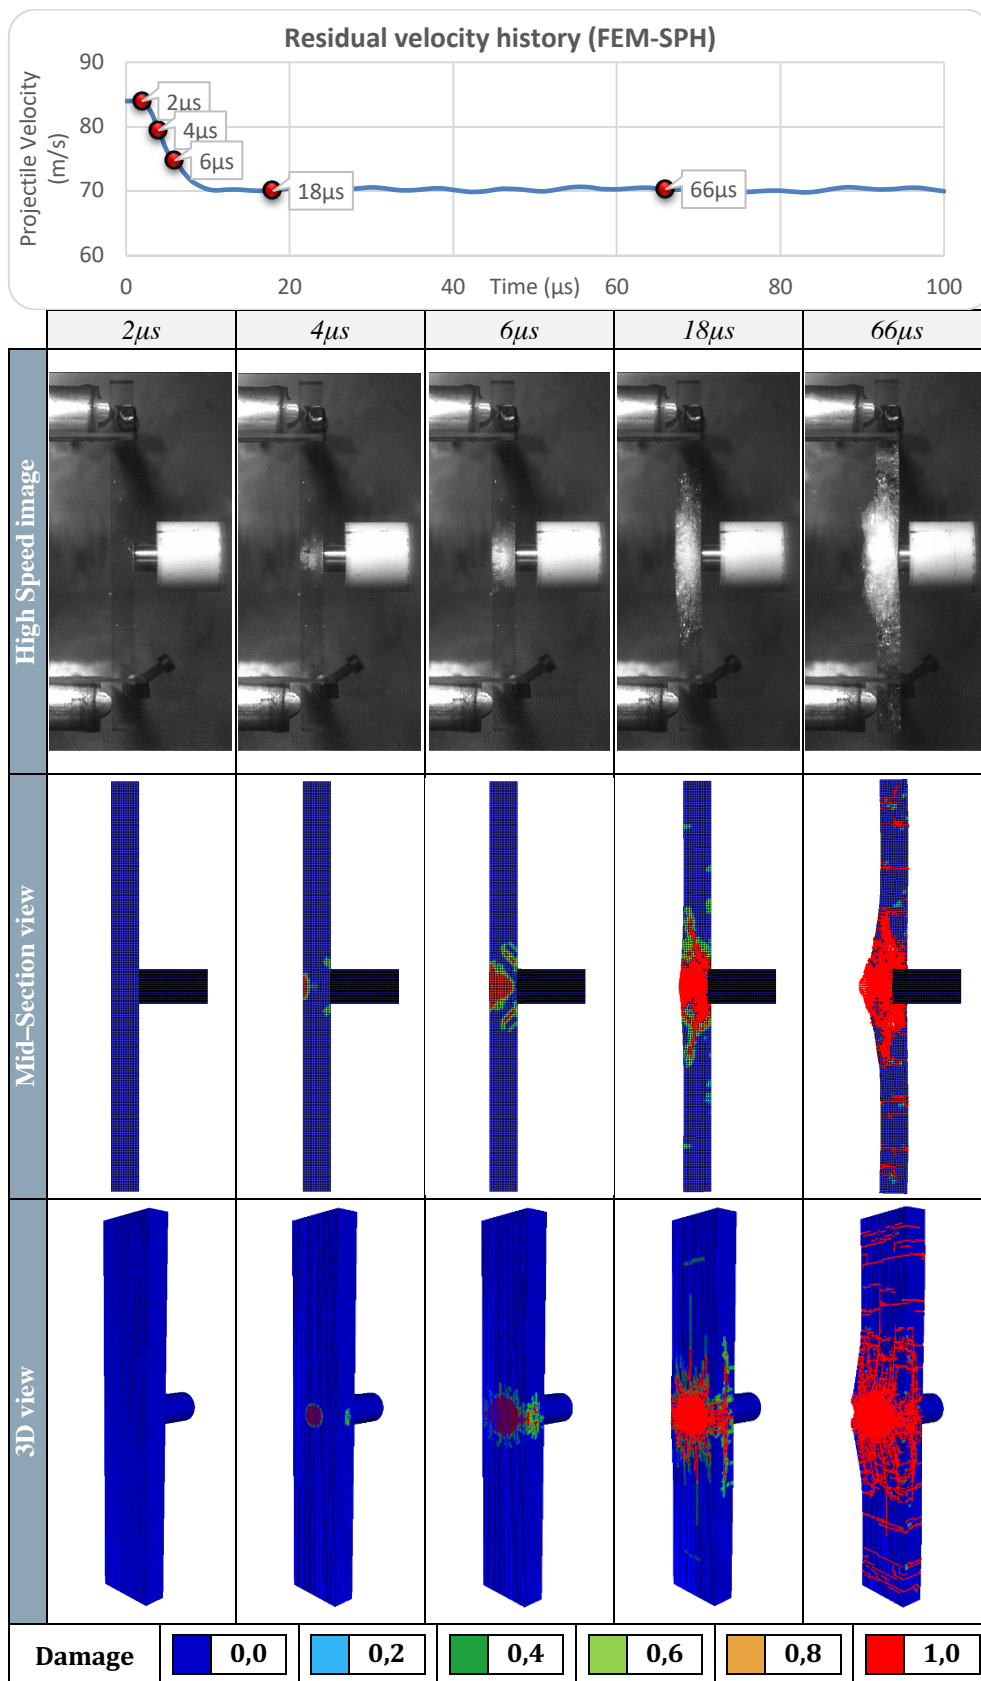 Residual velocity history (FEM-SPH)
Projectile Velocity
(m/s)
90
80
70
60
2µs
4µs
6µs
18µs
66µs
0
20
40
Time (µs)
60
80
100
2µs
4µs
6µs
18µs
66µs
High Speed image
Mid–Section view
3D view
Damage
0,0
0,2
0,4
0,6
0,8
1,0